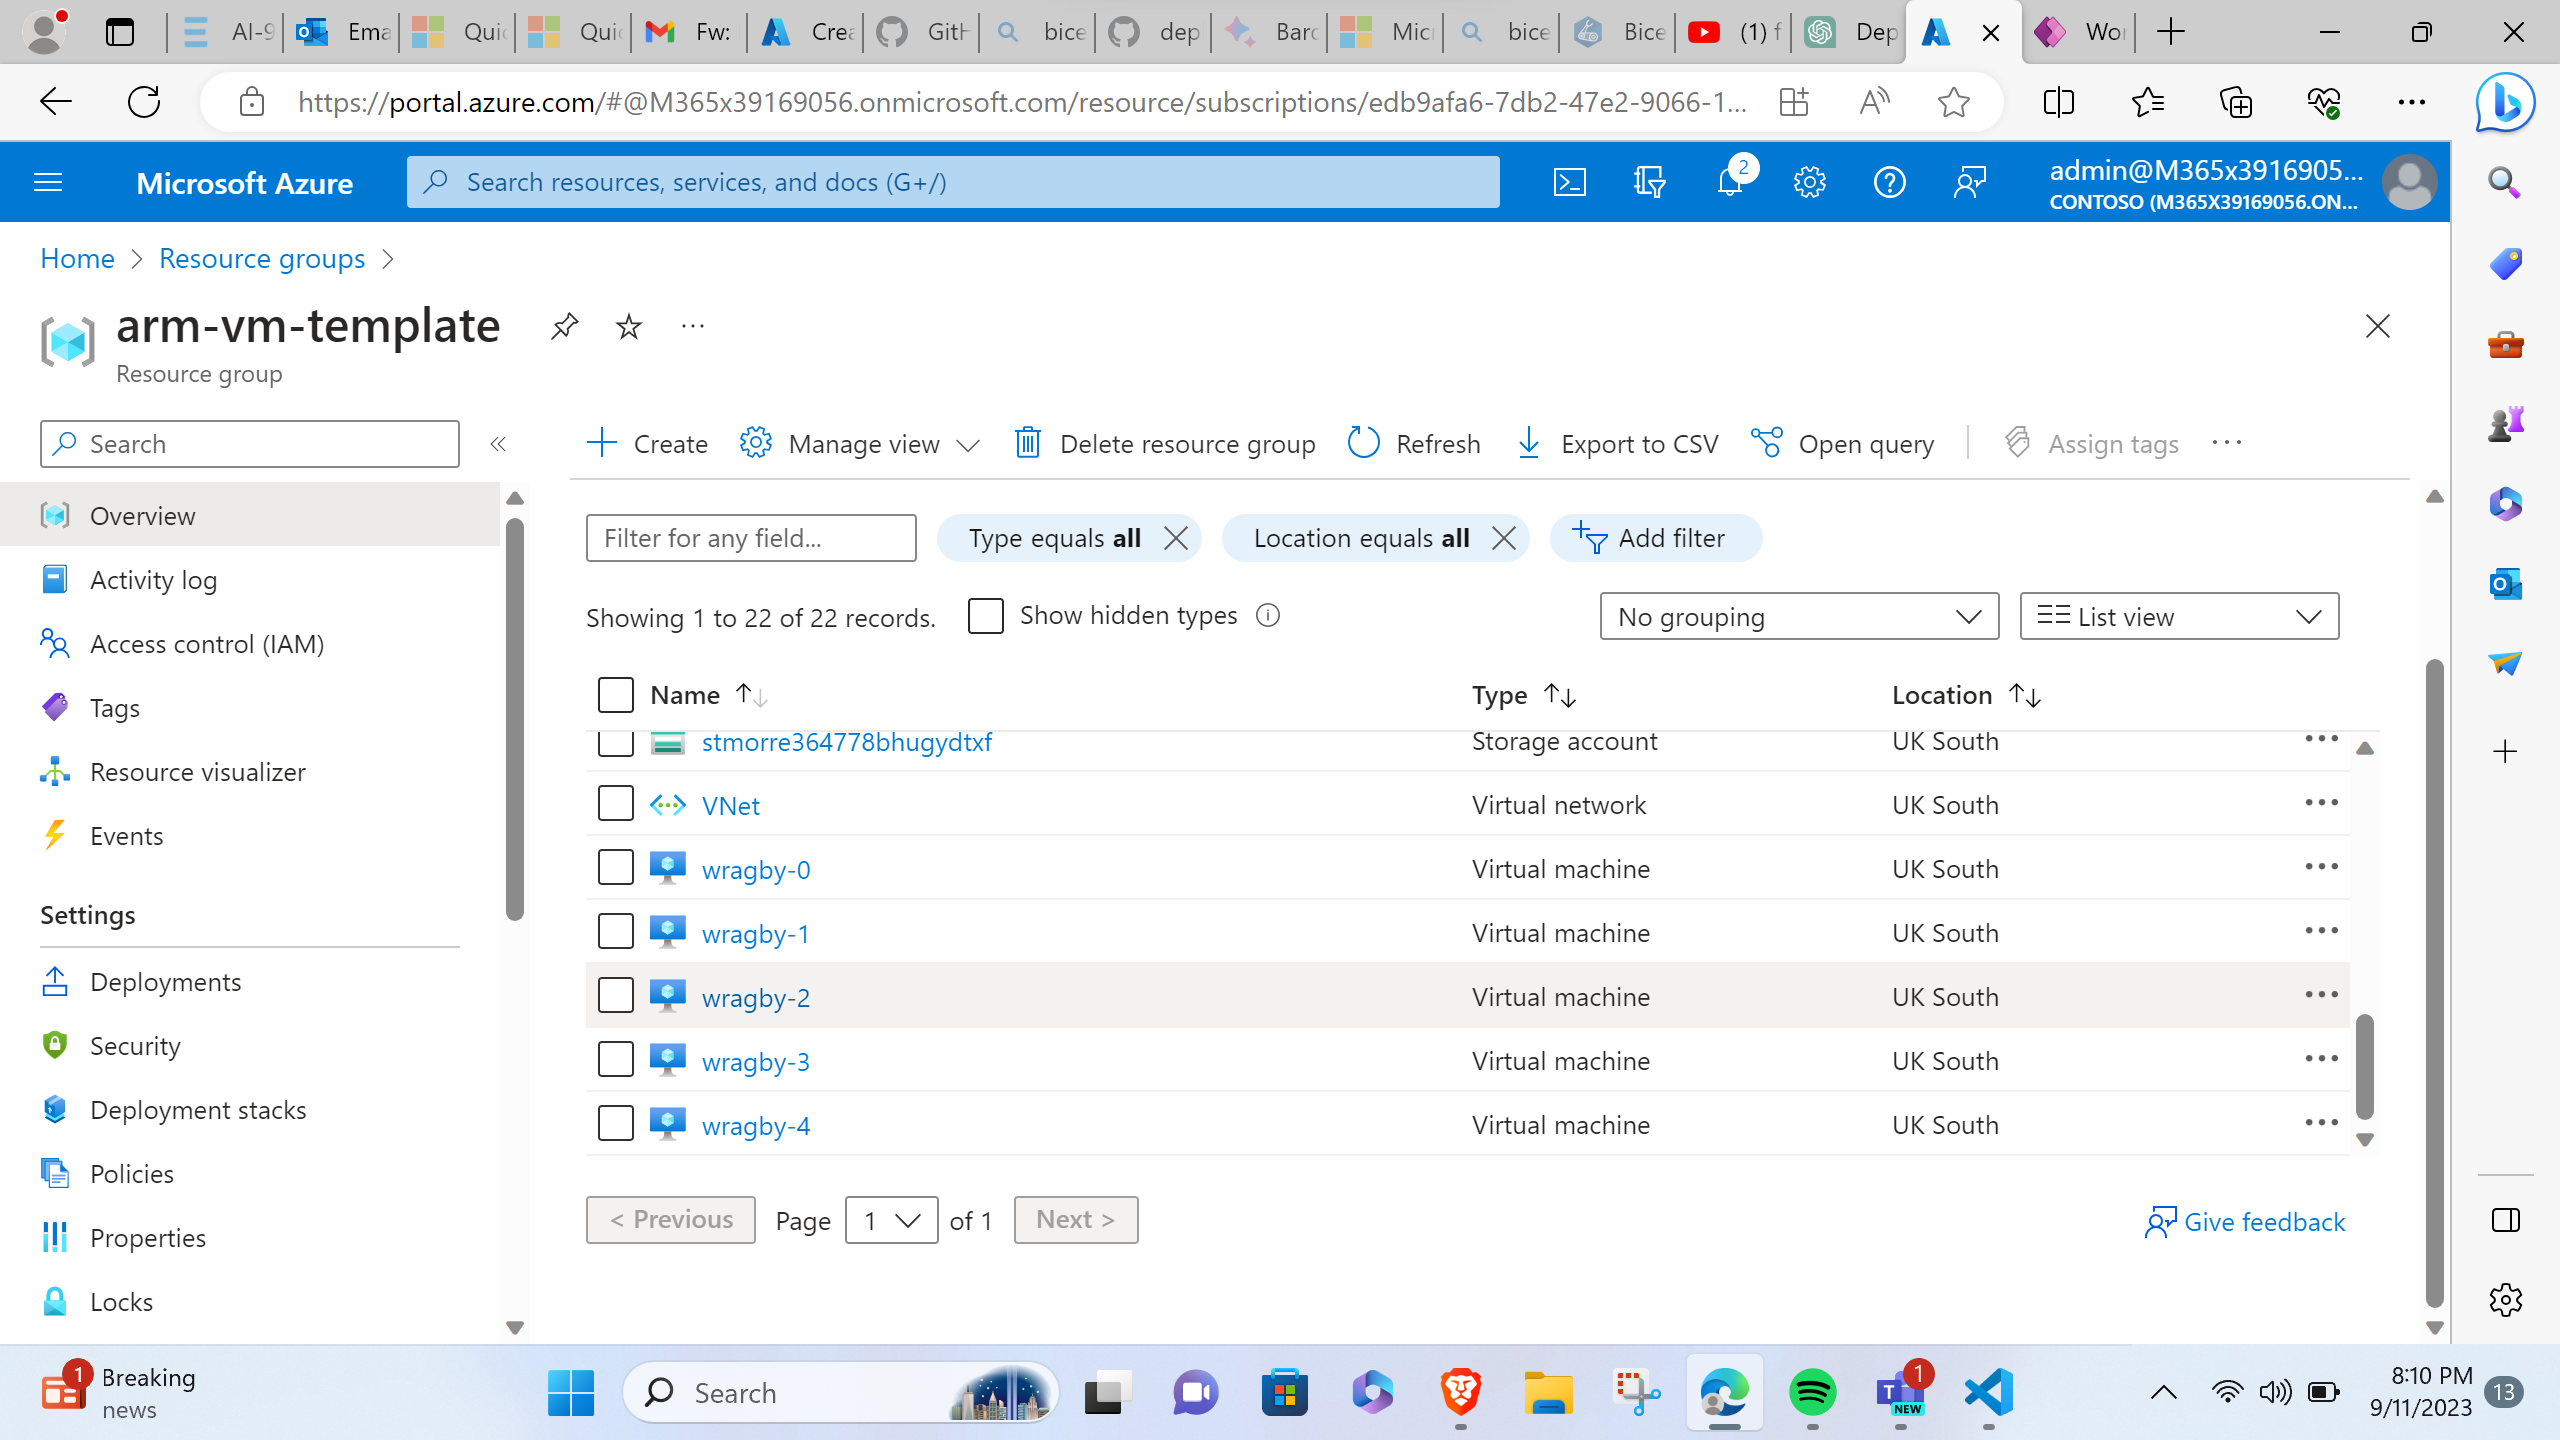 AI-9
Ema
Quic
Quic
Fw:
Crea
GitH
bice
dep
Bard
Micr
bice
Bice
(1) f
Dep
Wor
https://portal.azure.com/#@M365x39169056.onmicrosoft.com/resource/subscriptions/edb9afa6-7db2-47e2-9066-1...
Microsoft Azure
Search resources, services, and docs (G+/)
2
admin@M365x3916905...
CONTOSO (M365X39169056.ON...
Home
Resource groups
arm-vm-template
Resource group
Search
Create
Manage view
Delete resource group
Refresh
Export to CSV
Open query
Assign tags
Overview
Activity log
Access control (IAM)
Tags
Resource visualizer
Events
Settings
Deployments
Security
Deployment stacks
Policies
Properties
Locks
Filter for any field...
Type equals all
Location equals all
Add filter
Showing 1 to 22 of 22 records.
Show hidden types
No grouping
List view
Name
Type
Location
stmorre364778bhugydtxf Storage account UK South
VNet Virtual network UK South
wragby-0 Virtual machine UK South
wragby-1 Virtual machine UK South
wragby-2 Virtual machine UK South
wragby-3 Virtual machine UK South
wragby-4 Virtual machine UK South
< Previous
Page
1
of 1
Next >
Give feedback
1
Breaking
news
Search
1
NEW
8:10 PM
9/11/2023
13